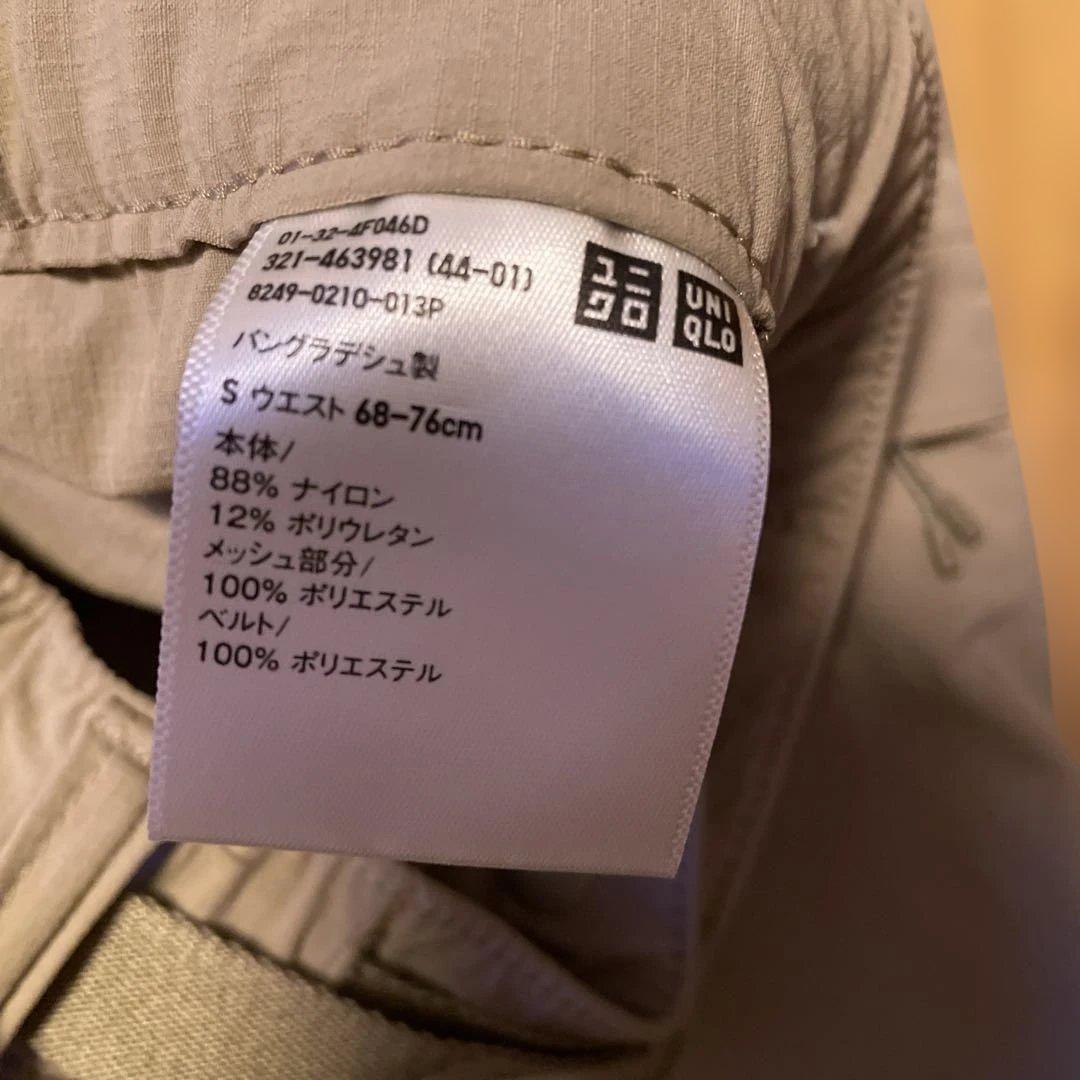 01-32-4F046D
321-463981 (44-01)
8249-0210-013P
ユニ
クロ
UNI
QLO
バングラデシュ製
S ウエスト 68-76cm
本体/
88% ナイロン
12% ポリウレタン
メッシュ部分/
100% ポリエステル
ベルト/
100% ポリエステル